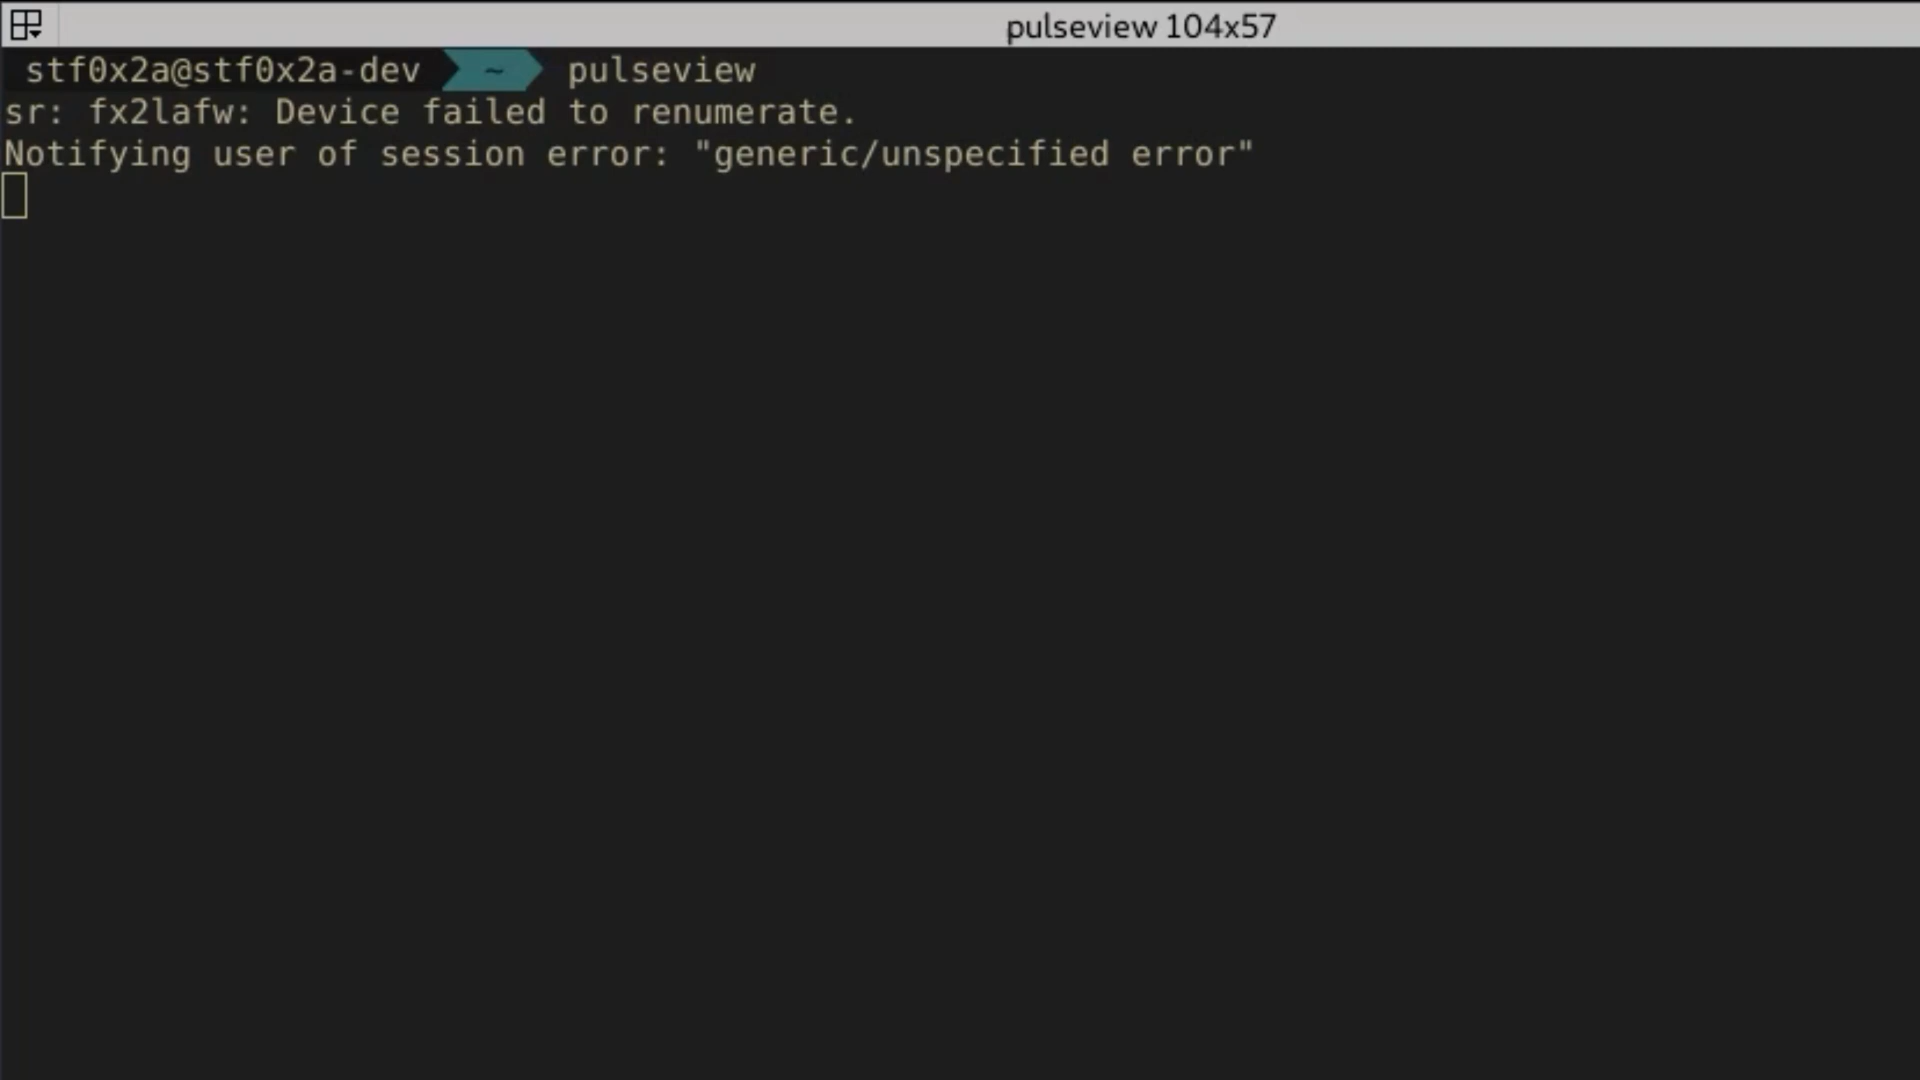 pulseview 104x57
stf0x2a@stf0x2a-dev ~ pulseview
sr: fx2lafw: Device failed to renumerate.
Notifying user of session error: "generic/unspecified error"